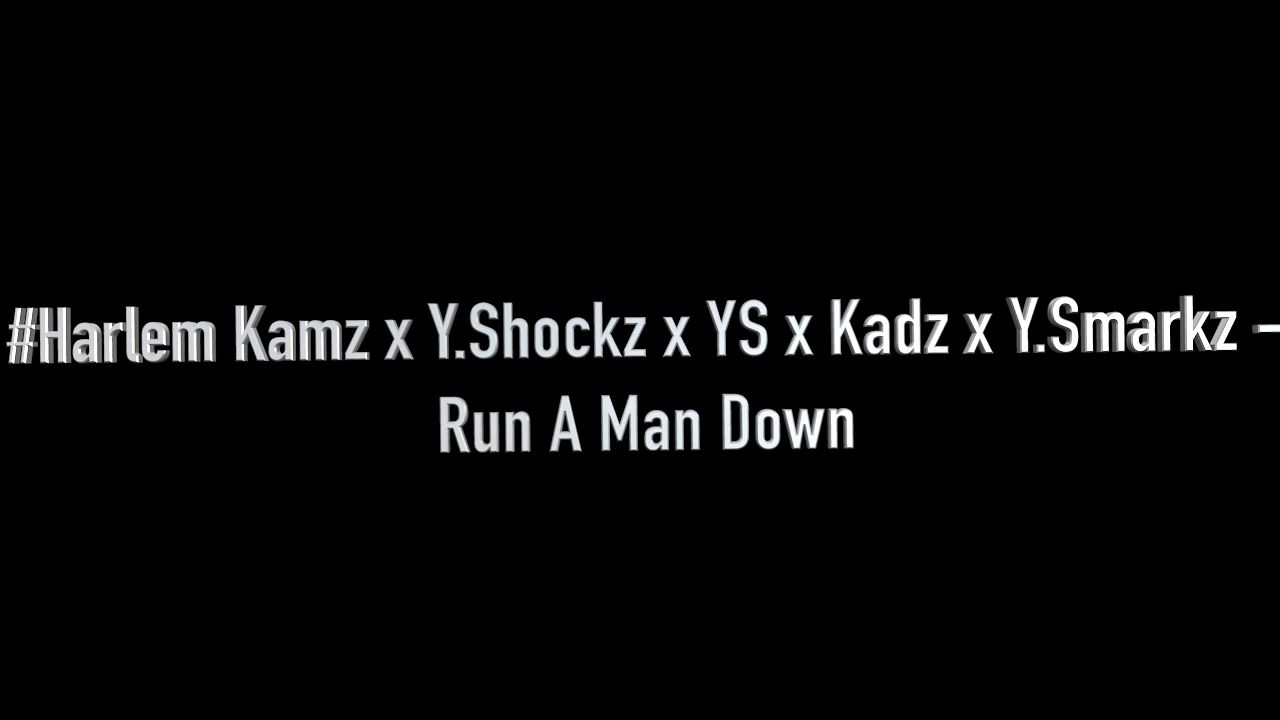 #Harlem Kamz x Y.Shockz x YS x Kadz x Y.Smarkz –
Run A Man Down